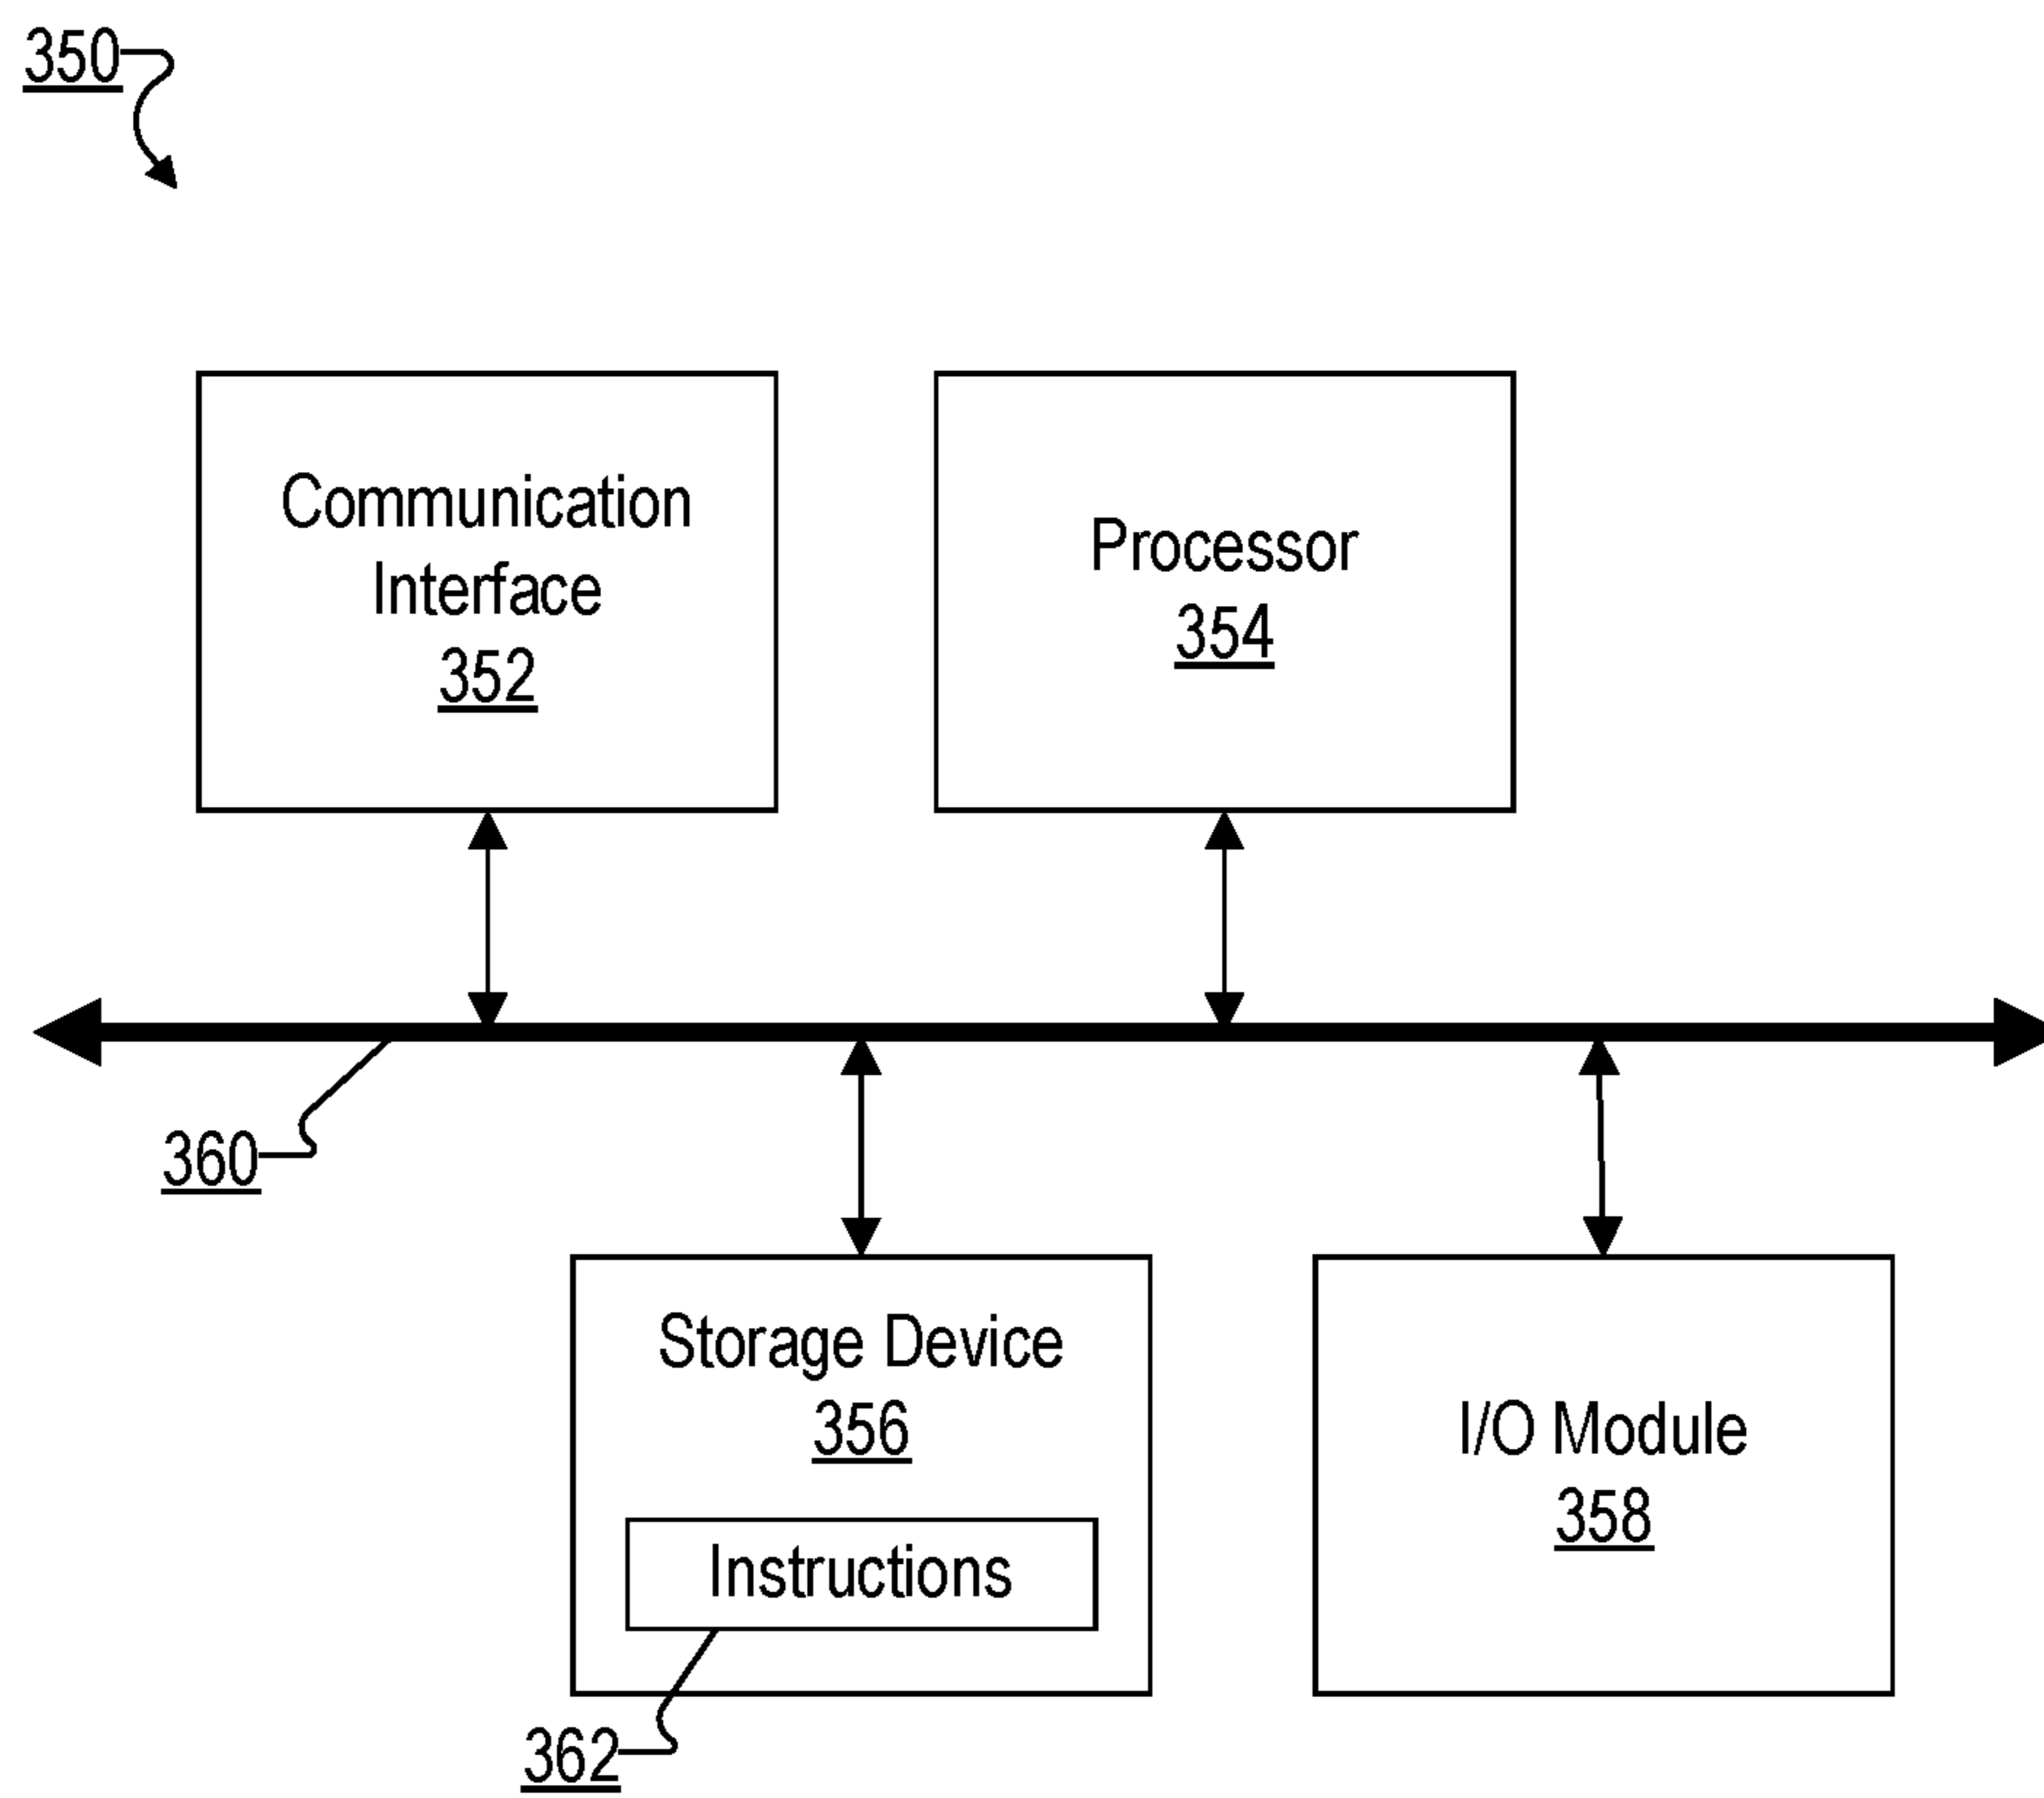 350
Communication
Interface
352
Processor
354
360
Storage Device
356
Instructions
362
I/O Module
358